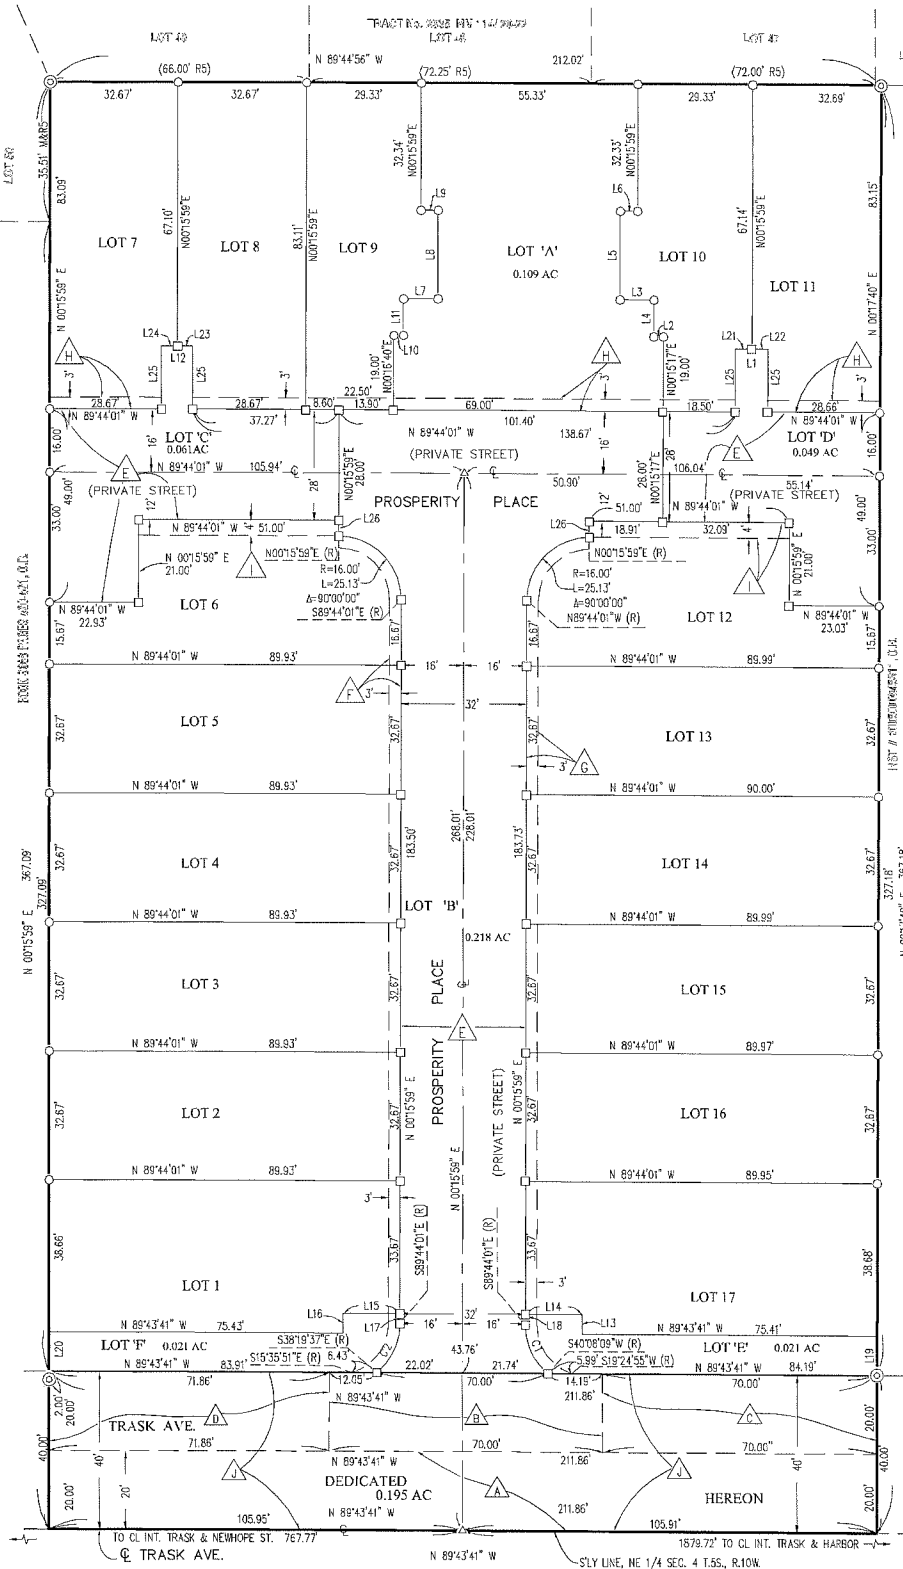 LOT 49
LOT 48
LOT 47
N 89°44'56" W
212.02'
(66.00' R5)
(72.25' R5)
(72.00' R5)
32.67'
32.67'
29.33'
55.33'
29.33'
32.69'
LOT 50
35.51' M&R5
83.09'
67.10'
N00°15'59"E
83.11'
N00°15'59"E
32.34'
N00°15'59"E
32.33'
N00°15'59"E
67.14'
N00°15'59"E
83.15'
L9
L6
LOT 7
LOT 8
LOT 9
L8
LOT 'A'
0.109 AC
L5
LOT 10
LOT 11
N 00°15'59" E
N 00°17'40" E
L7
L3
L11
L4
L24
L23
L12
L10
L2
L21
L22
L1
H
L25
L25
N00°16'40"E
19.00'
H
N00°15'17"E
19.00'
L25
L25
H
3'
3'
3'
3'
28.67'
28.67'
22.50'
8.60'
13.90'
69.00'
18.50'
28.66'
N 89°44'01" W
37.27'
101.40'
N 89°44'01" W
16.00'
LOT 'C'
0.061AC
16'
N 89°44'01" W
138.67'
16'
28'
E
LOT 'D'
0.049 AC
16.00'
E
N 89°44'01" W
105.94'
(PRIVATE STREET)
50.90'
106.04'
(PRIVATE STREET)
28'
N00°15'59"E
28.00'
PROSPERITY PLACE
28.00'
N00°15'17"E
N 89°44'01" W
55.14'
(PRIVATE STREET)
49.00'
33.00'
12'
N 89°44'01" W
4'
51.00'
L26
12'
51.00'
L26
18.91'
32.09'
4'
49.00'
33.00'
N 00°15'59" E
21.00'
I
N00°15'59"E (R)
R=16.00'
L=25.13'
Δ=90°00'00"
S89°44'01"E (R)
N00°15'59"E (R)
R=16.00'
L=25.13'
Δ=90°00'00"
N89°44'01"W (R)
I
N 00°15'59" E
21.00'
N 89°44'01" W
22.93'
LOT 6
LOT 12
N 89°44'01" W
23.03'
15.67'
16.67'
16.67'
15.67'
N 89°44'01" W
89.93'
16'
16'
N 89°44'01" W
89.99'
F
3'
32'
LOT 5
32.67'
32.67'
32.67'
G
3'
LOT 13
32.67'
N 89°44'01" W
89.93'
N 89°44'01" W
90.00'
268.01'
228.01'
183.50'
183.73'
LOT 4
32.67'
32.67'
32.67'
LOT 14
32.67'
N 00°15'59" E
367.09'
327.09'
327.18'
LOT 'B'
0.218 AC
N 89°44'01" W
89.93'
N 89°44'01" W
89.99'
LOT 3
32.67'
32.67'
PROSPERITY PLACE
32.67'
LOT 15
32.67'
E
N 89°44'01" W
89.93'
N 89°44'01" W
89.97'
LOT 2
32.67'
32.67'
N 00°15'59" E
(PRIVATE STREET)
N 00°15'59" E
32.67'
LOT 16
32.67'
N 00°15'59" E
N 89°44'01" W
89.93'
N 89°44'01" W
89.95'
3'
38.66'
33.67'
S89°44'01"E (R)
S89°44'01"E (R)
33.67'
3'
38.68'
LOT 1
LOT 17
L16
L15
L17
16'
32'
16'
L14
L18
L13
N 89°43'41" W
75.43'
N 89°43'41" W
75.41'
L20
LOT 'F'
0.021 AC
S38°19'37"E (R)
S15°35'51"E (R)
6.43'
C2
43.76'
C1
S40°08'09"W (R)
5.99'
S19°24'55"W (R)
LOT 'E'
0.021 AC
L19
N 89°43'41" W
83.91'
22.02'
21.74'
N 89°43'41" W
84.19'
71.86'
12.05'
70.00'
14.19'
70.00'
N 89°43'41" W
211.86'
2.00'
20.00'
TRASK AVE.
D
B
C
20.00'
40.00'
40'
71.86'
70.00'
70.00"
40'
40.00'
N 89°43'41" W
211.86'
J
J
20.00'
20'
DEDICATED
0.195 AC
A
HEREON
20.00'
N 89°43'41" W
211.86'
105.95'
105.91'
TO CL INT. TRASK & NEWHOPE ST. 767.77'
1879.72' TO CL INT. TRASK & HARBOR
TRASK AVE.
N 89°43'41" W
S'LY LINE, NE 1/4 SEC. 4 T.5S., R.10W.